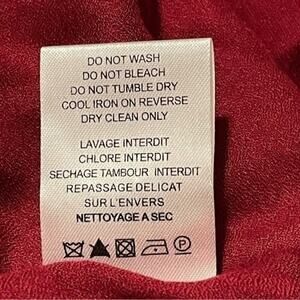 DO NOT WASH
DO NOT BLEACH
DO NOT TUMBLE DRY
COOL IRON ON REVERSE
DRY CLEAN ONLY
LAVAGE INTERDIT
CHLORE INTERDIT
SECHAGE TAMBOUR INTERDIT
REPASSAGE DELICAT
SUR L'ENVERS
NETTOYAGE A SEC
P